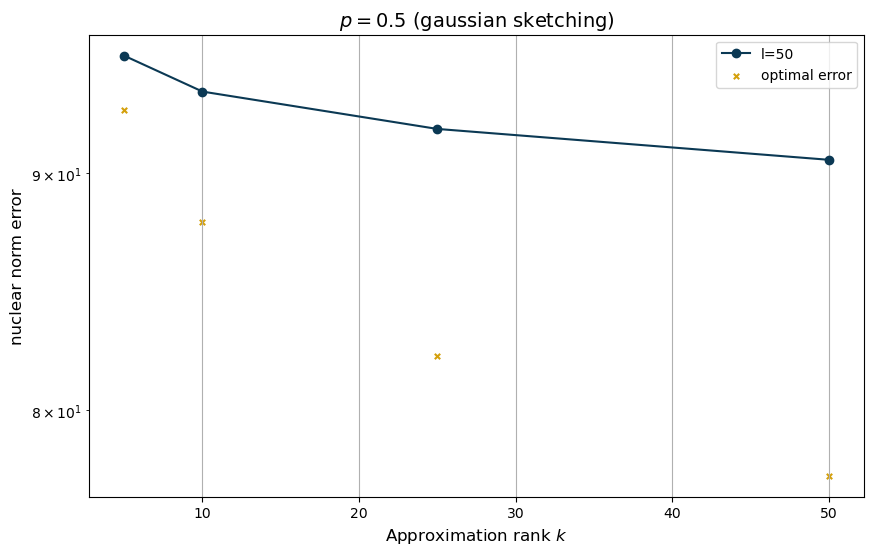 p = 0.5 (gaussian sketching)
l=50
optimal error
nuclear norm error
9 × 10¹
8 × 10¹
10 20 30 40 50
Approximation rank k